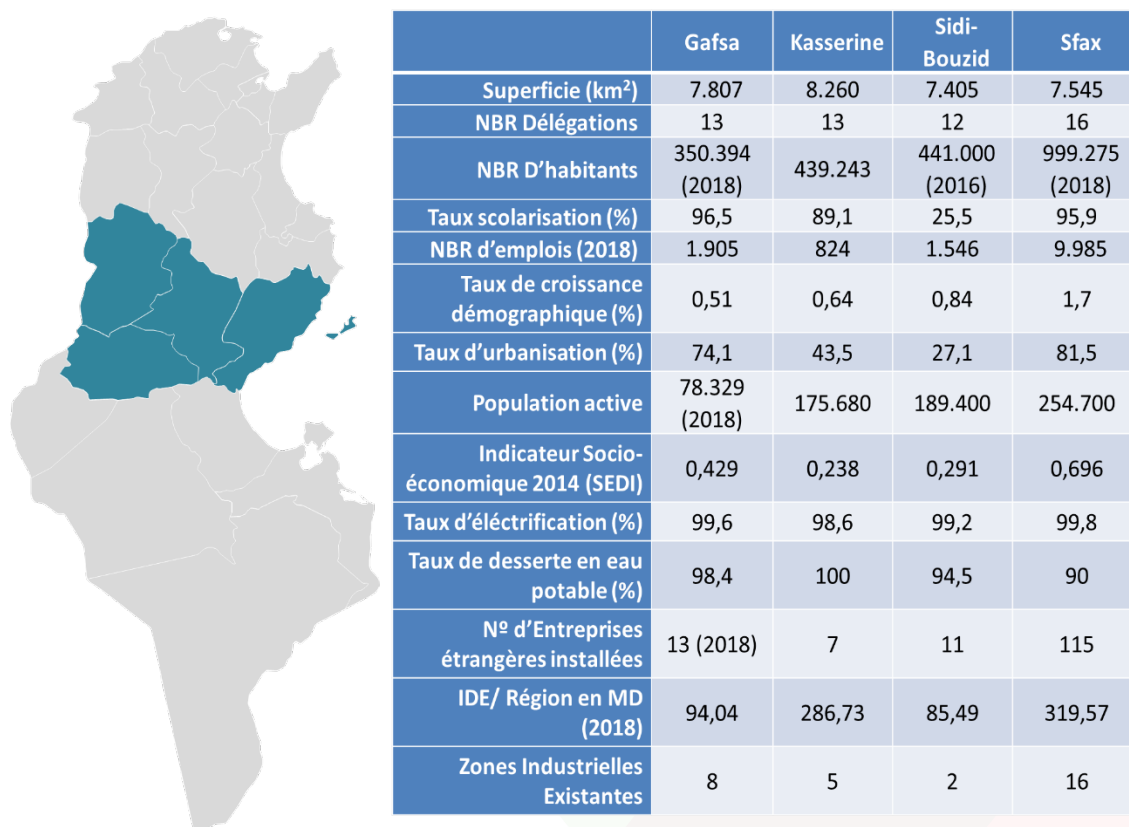 Gafsa Kasserine Sidi-Bouzid Sfax
Superficie (km²) 7.807 8.260 7.405 7.545
NBR Délégations 13 13 12 16
NBR D'habitants 350.394 (2018) 439.243 441.000 (2016) 999.275 (2018)
Taux scolarisation (%) 96,5 89,1 25,5 95,9
NBR d'emplois (2018) 1.905 824 1.546 9.985
Taux de croissance démographique (%) 0,51 0,64 0,84 1,7
Taux d'urbanisation (%) 74,1 43,5 27,1 81,5
Population active 78.329 (2018) 175.680 189.400 254.700
Indicateur Socio-économique 2014 (SEDI) 0,429 0,238 0,291 0,696
Taux d'éléctrification (%) 99,6 98,6 99,2 99,8
Taux de desserte en eau potable (%) 98,4 100 94,5 90
Nº d'Entreprises étrangères installées 13 (2018) 7 11 115
IDE/ Région en MD (2018) 94,04 286,73 85,49 319,57
Zones Industrielles Existantes 8 5 2 16